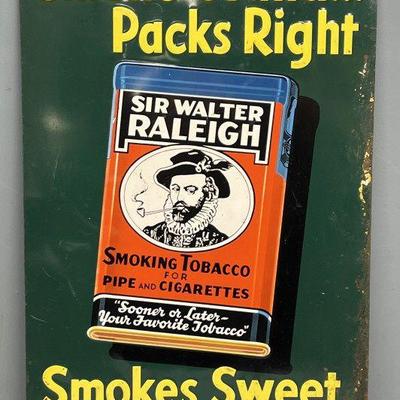 Packs Right
SIR WALTER
RALEIGH
SMOKING TOBACCO
FOR
PIPE AND CIGARETTES
"Sooner or Later-
Your Favorite Tobacco"
Smokes Sweet